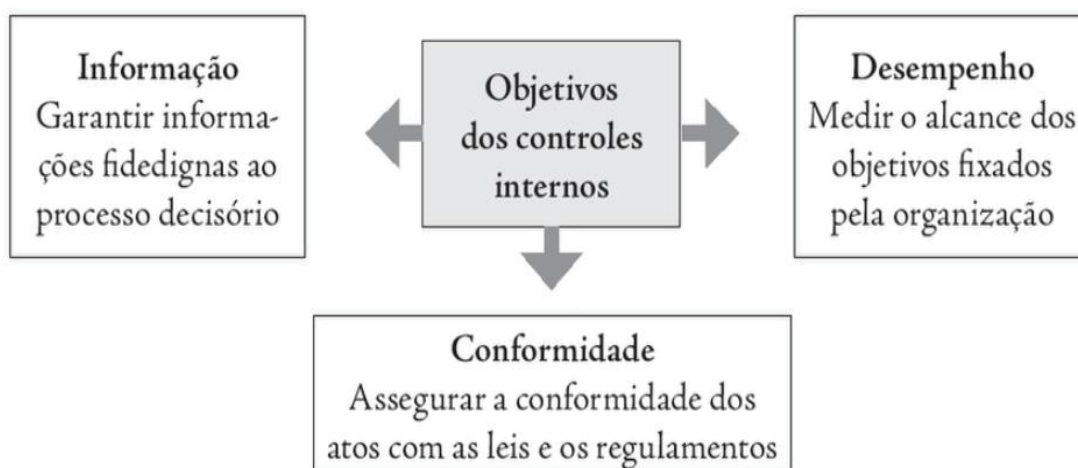 Informação
Garantir informa-
ções fidedignas ao
processo decisório
Objetivos
dos controles
internos
Desempenho
Medir o alcance dos
objetivos fixados
pela organização
Conformidade
Assegurar a conformidade dos
atos com as leis e os regulamentos